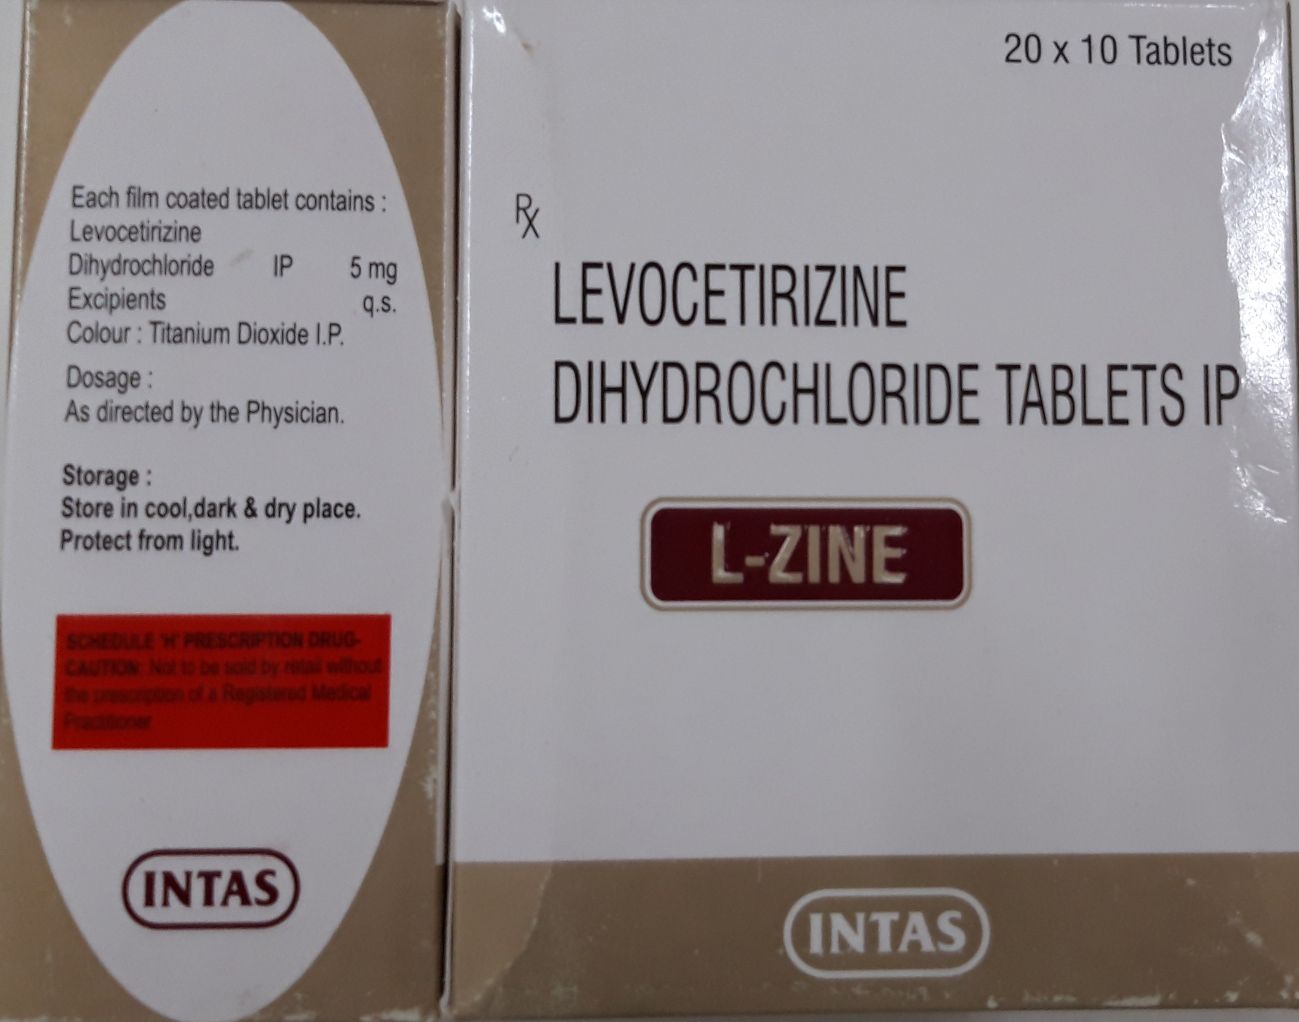 Each film coated tablet contains :
Levocetirizine
Dihydrochloride IP 5 mg
Excipients q.s.
Colour : Titanium Dioxide I.P.
Dosage :
As directed by the Physician.
Storage :
Store in cool,dark & dry place.
Protect from light.
SCHEDULE 'H' PRESCRIPTION DRUG-
CAUTION: Not to be sold by retail without
the prescription of a Registered Medical
Practitioner
INTAS
20 x 10 Tablets
Rx
LEVOCETIRIZINE
DIHYDROCHLORIDE TABLETS IP
L-ZINE
INTAS